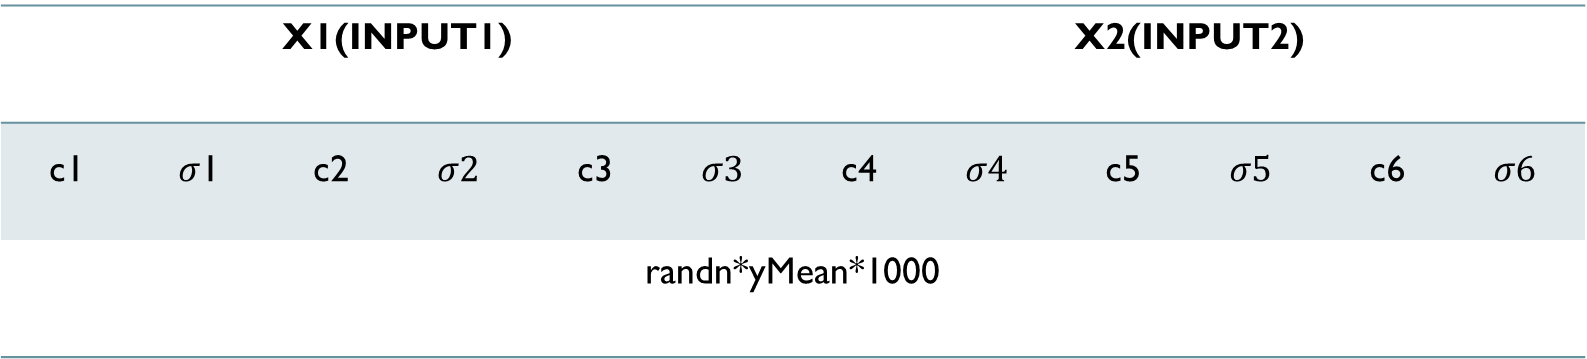 X1(INPUT1) X2(INPUT2)
c1 σ1 c2 σ2 c3 σ3 c4 σ4 c5 σ5 c6 σ6
randn*yMean*1000